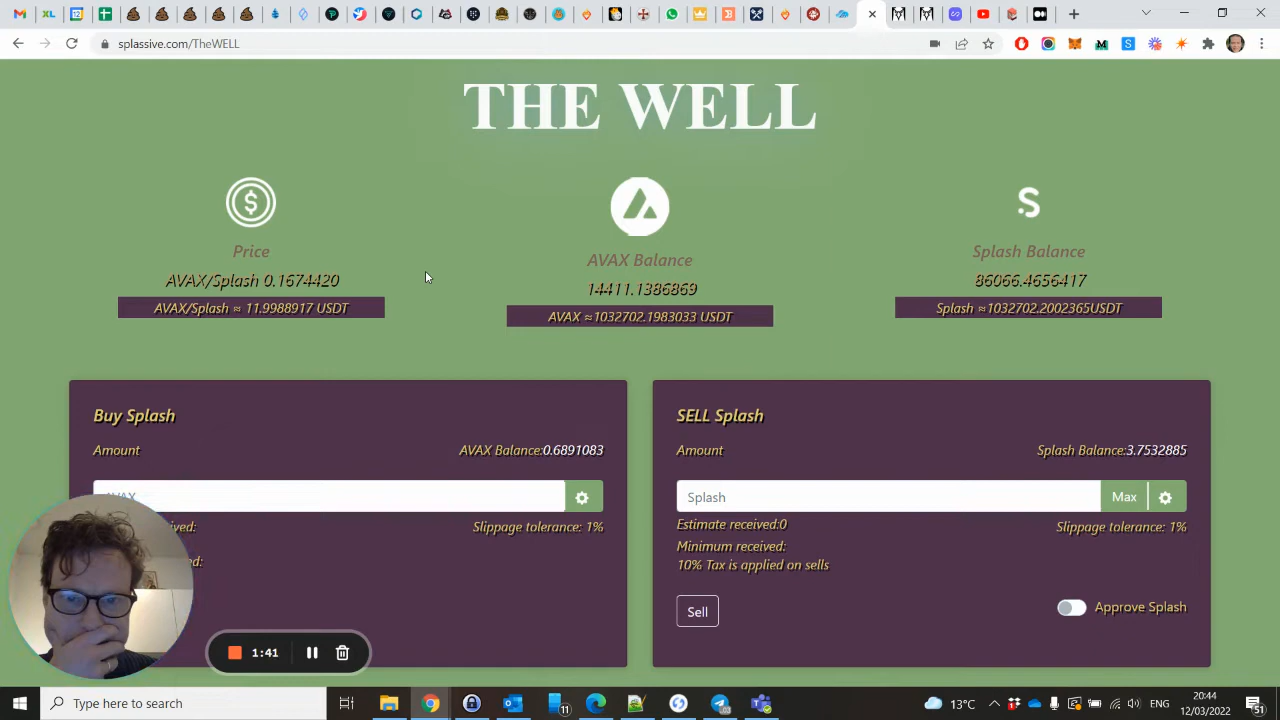 splassive.com/TheWELL
THE WELL
Price
AVAX/Splash 0.1674420
AVAX/Splash ≈ 11.9988917 USDT
AVAX Balance
14411.1386869
AVAX ≈1032702.1983033 USDT
Splash Balance
86066.4656417
Splash ≈1032702.2002365USDT
Buy Splash
Amount
AVAX Balance:0.6891083
Slippage tolerance: 1%
SELL Splash
Amount
Splash Balance:3.7532885
Splash
Max
Estimate received:0
Slippage tolerance: 1%
Minimum received:
10% Tax is applied on sells
Sell
Approve Splash
1:41
Type here to search
11
13°C
ENG
20:44
12/03/2022
51